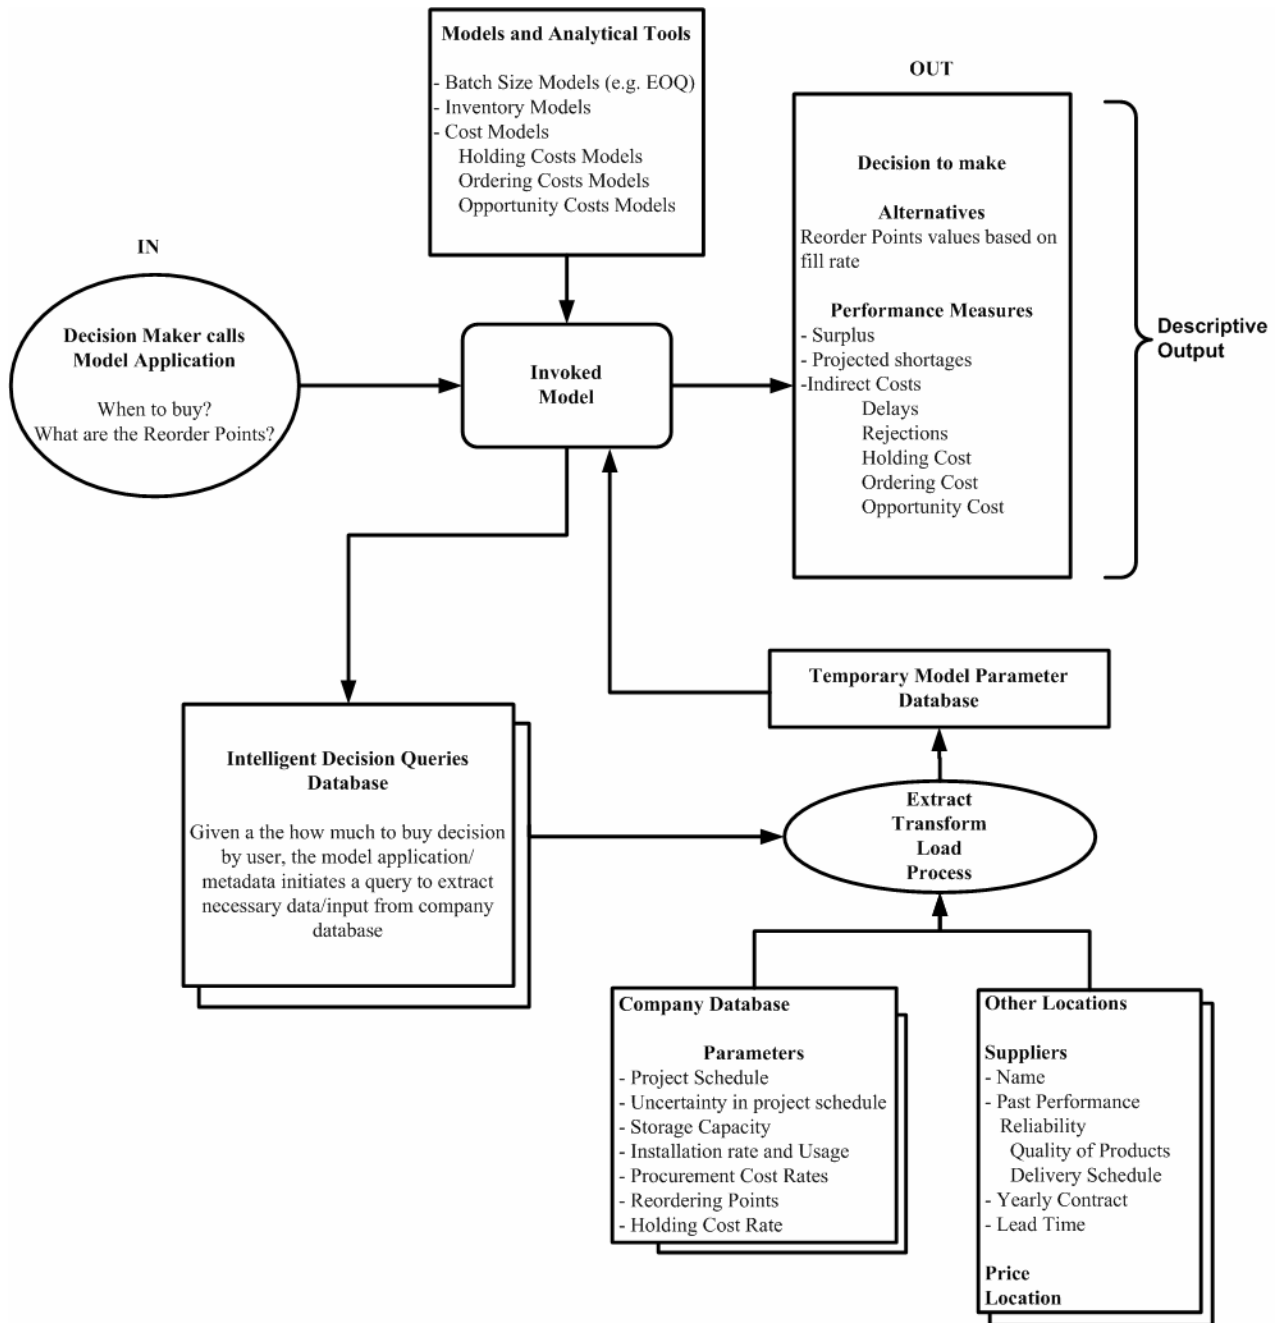 Models and Analytical Tools
- Batch Size Models (e.g. EOQ)
- Inventory Models
- Cost Models
Holding Costs Models
Ordering Costs Models
Opportunity Costs Models
OUT
Decision to make
Alternatives
Reorder Points values based on
fill rate
Performance Measures
- Surplus
- Projected shortages
-Indirect Costs
Delays
Rejections
Holding Cost
Ordering Cost
Opportunity Cost
Descriptive
Output
IN
Decision Maker calls
Model Application
When to buy?
What are the Reorder Points?
Invoked
Model
Temporary Model Parameter
Database
Intelligent Decision Queries
Database
Given a the how much to buy decision
by user, the model application/
metadata initiates a query to extract
necessary data/input from company
database
Extract
Transform
Load
Process
Company Database
Parameters
- Project Schedule
- Uncertainty in project schedule
- Storage Capacity
- Installation rate and Usage
- Procurement Cost Rates
- Reordering Points
- Holding Cost Rate
Other Locations
Suppliers
- Name
- Past Performance
Reliability
Quality of Products
Delivery Schedule
- Yearly Contract
- Lead Time
Price
Location